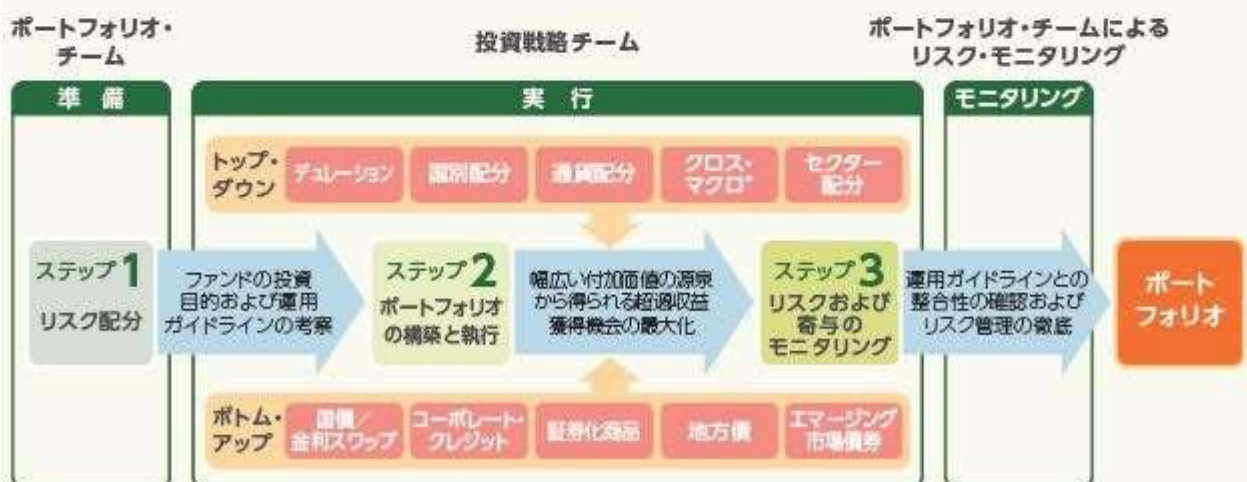 ポートフォリオ・
チーム
投資戦略チーム
ポートフォリオ・チームによる
リスク・モニタリング
準 備
実 行
モニタリング
トップ・
ダウン
デュレーション
国別配分
通貨配分
クロス・
マクロ*
セクター
配分
ステップ1
リスク配分
ファンドの投資
目的および運用
ガイドラインの考察
ステップ2
ポートフォリオ
の構築と執行
幅広い付加価値の源泉
から得られる超過収益
獲得機会の最大化
ステップ3
リスクおよび
寄与の
モニタリング
運用ガイドラインとの
整合性の確認および
リスク管理の徹底
ポート
フォリオ
ボトム・
アップ
国債/
金利スワップ
コーポレート・
クレジット
証券化商品
地方債
エマージング
市場債券